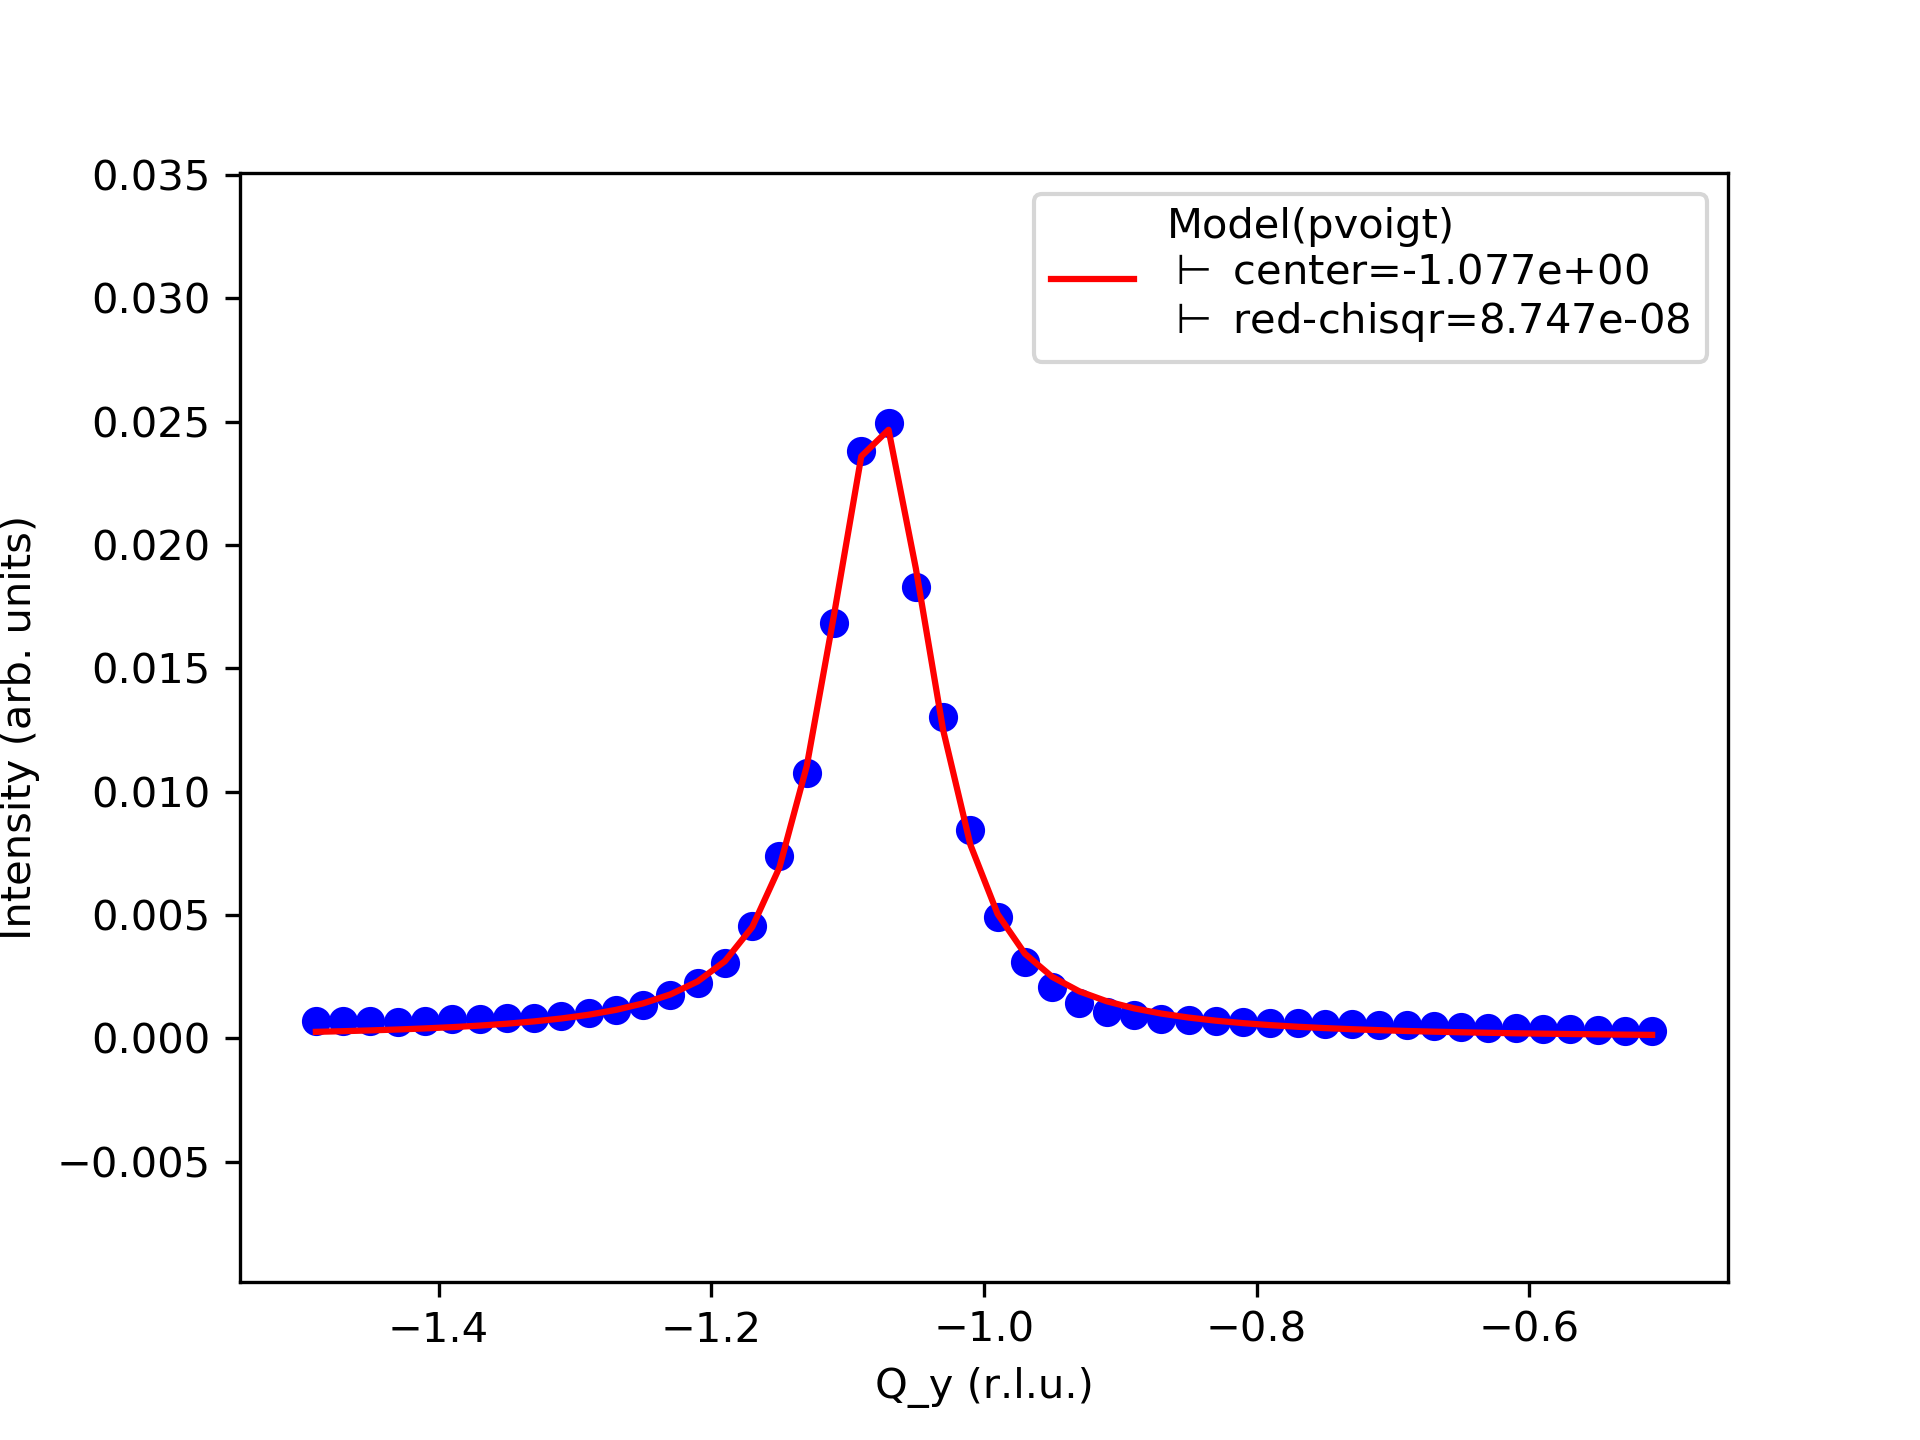 0.035
0.030
0.025
0.020
0.015
0.010
0.005
0.000
−0.005
Intensity (arb. units)
Model(pvoigt)
⊢ center=-1.077e+00
⊢ red-chisqr=8.747e-08
−1.4 −1.2 −1.0 −0.8 −0.6
Q_y (r.l.u.)